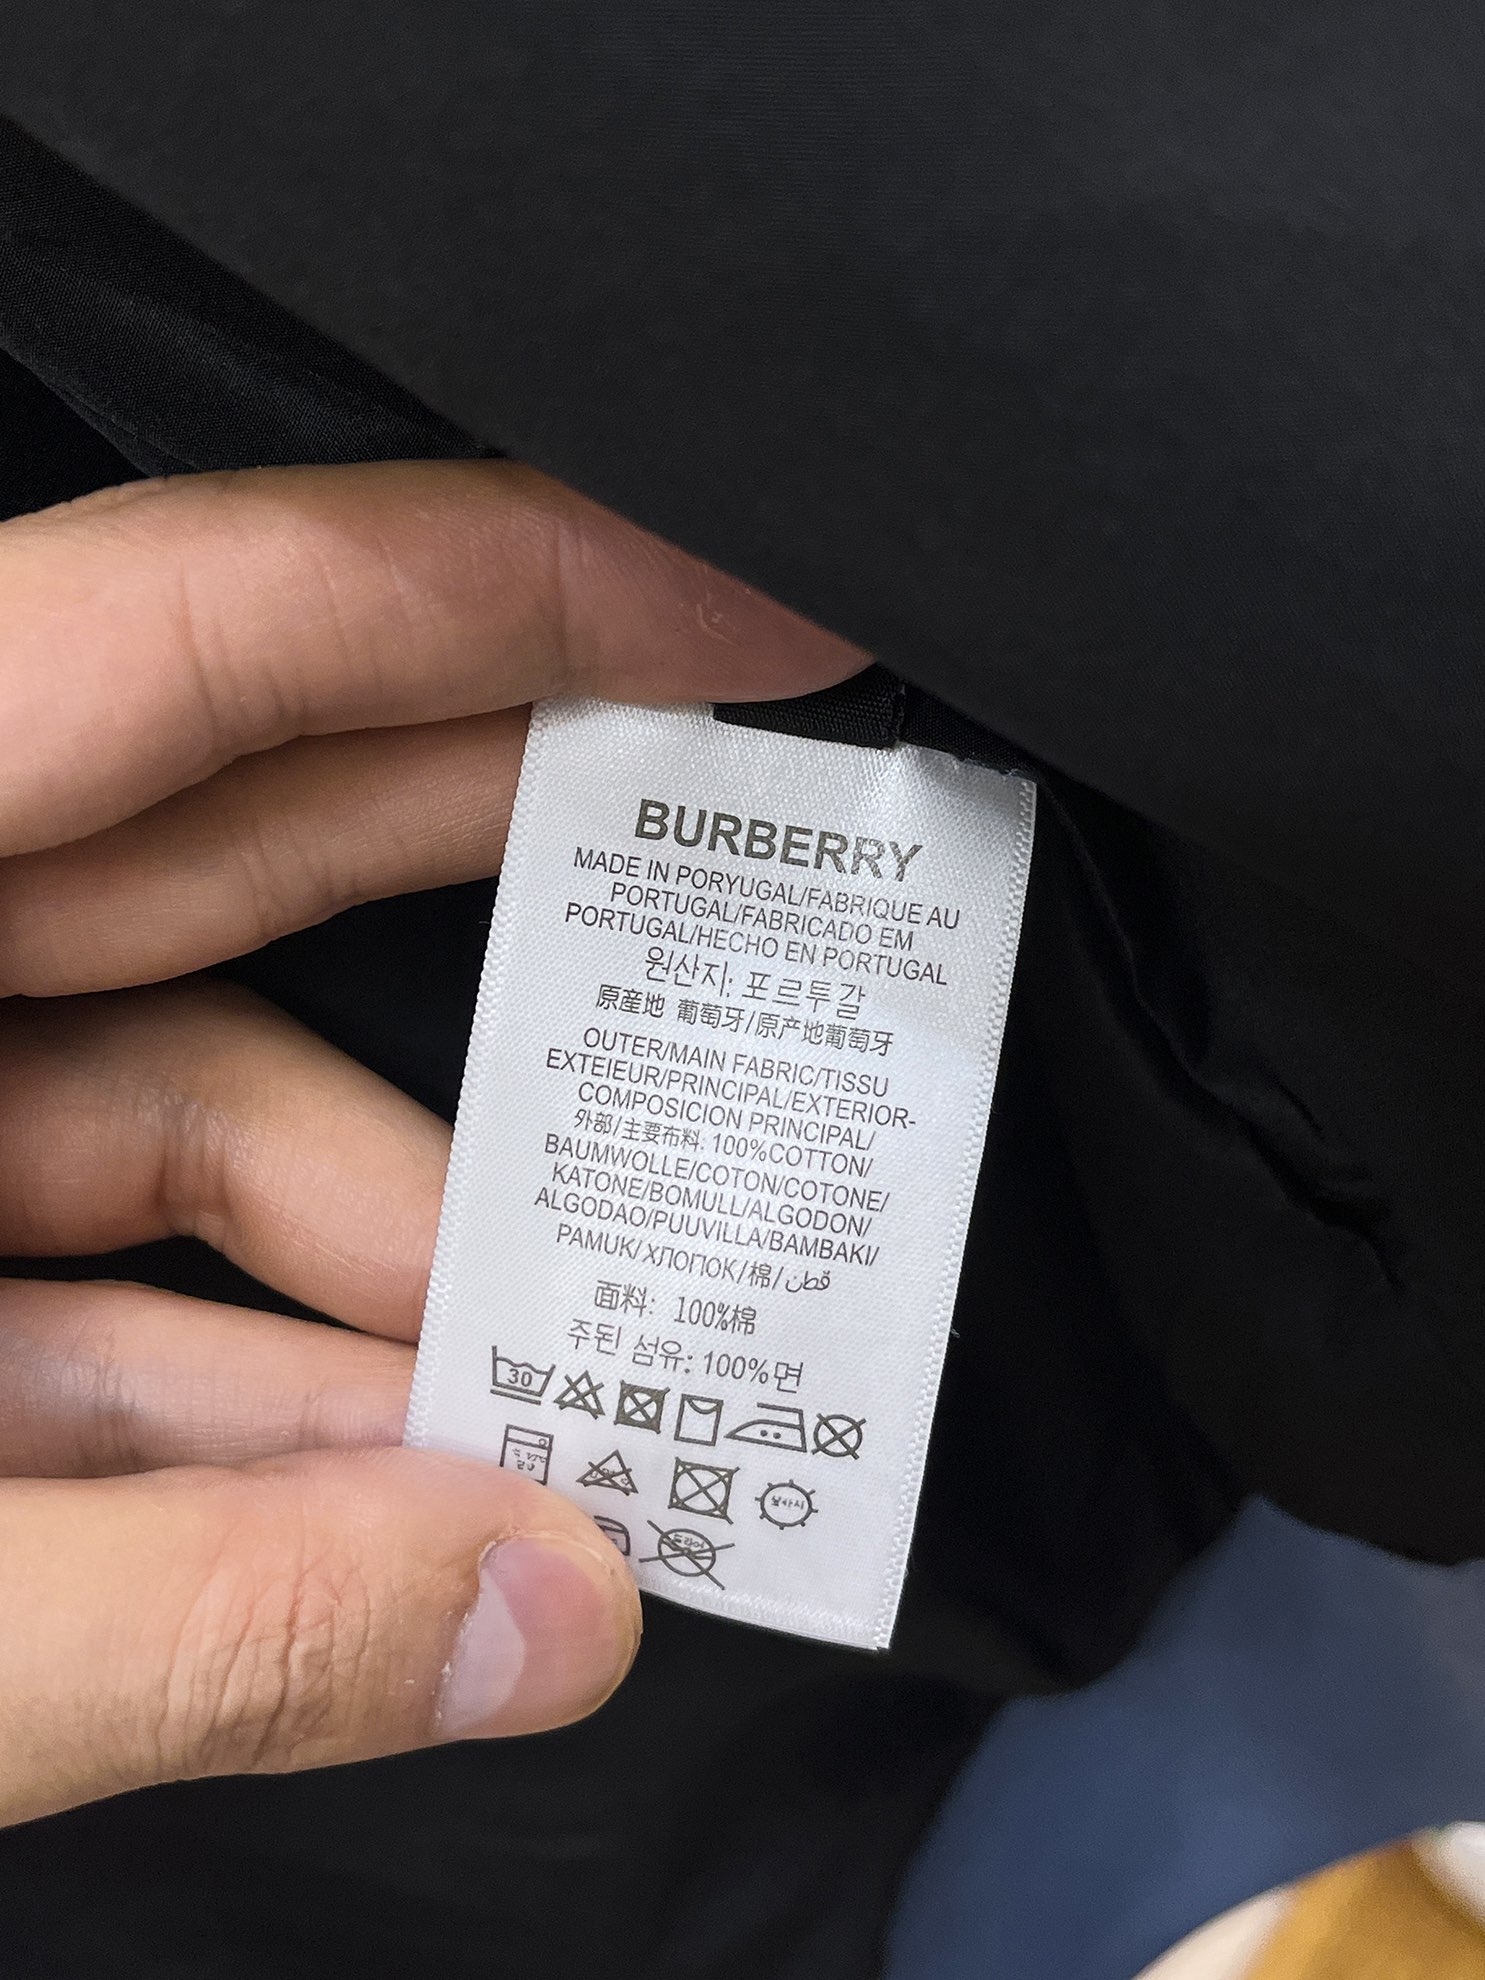 BURBERRY
MADE IN PORYUGAL/FABRIQUE AU
PORTUGAL/FABRICADO EM
PORTUGAL/HECHO EN PORTUGAL
원산지: 포르투갈
原産地 葡萄牙/原产地葡萄牙
OUTER/MAIN FABRIC/TISSU
EXTEIEUR/PRINCIPAL/EXTERIOR-
COMPOSICION PRINCIPAL/
外部/主要布料. 100%COTTON/
BAUMWOLLE/COTON/COTONE/
KATONE/BOMULL/ALGODON/
ALGODAO/PUUVILLA/BAMBAKI/
PAMUK/ХЛОПОК/棉/قطن
面料: 100%棉
주된 섬유: 100%면
30